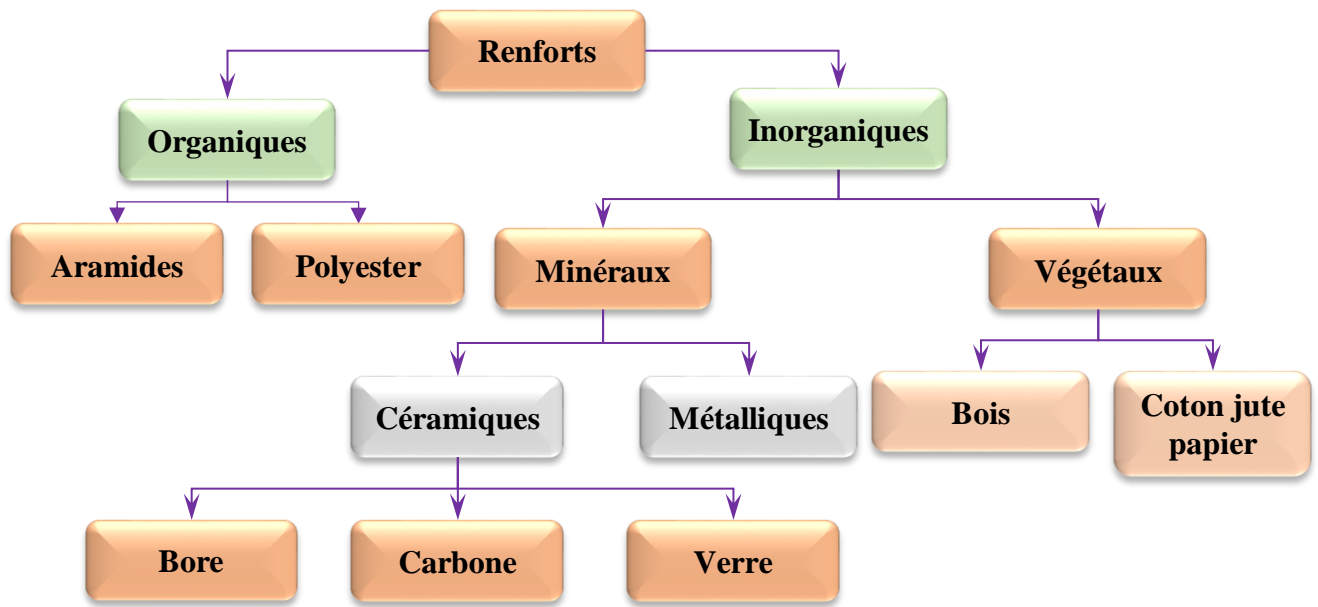 Renforts
Organiques
Inorganiques
Aramides
Polyester
Minéraux
Végétaux
Céramiques
Métalliques
Bois
Coton jute
papier
Bore
Carbone
Verre